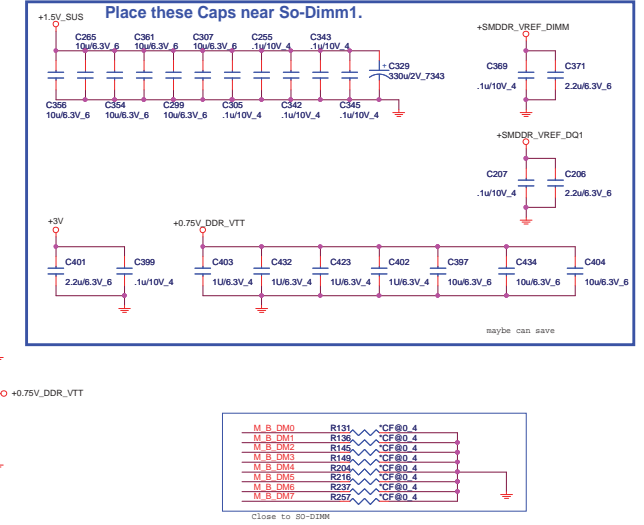 Place these Caps near So-Dimm1.
+1.5V_SUS
C265 C361 C307 C255 C343
10u/6.3V_6 10u/6.3V_6 10u/6.3V_6 .1u/10V_4 .1u/10V_4
+ C329
330u/2V_7343
C356 C354 C299 C305 C342 C345
10u/6.3V_6 10u/6.3V_6 10u/6.3V_6 .1u/10V_4 .1u/10V_4 .1u/10V_4
+SMDDR_VREF_DIMM
C369 C371
.1u/10V_4 2.2u/6.3V_6
+SMDDR_VREF_DQ1
C207 C206
.1u/10V_4 2.2u/6.3V_6
+3V
C401 C399
2.2u/6.3V_6 .1u/10V_4
+0.75V_DDR_VTT
C403 C432 C423 C402 C397 C434 C404
1U/6.3V_4 1U/6.3V_4 1U/6.3V_4 1U/6.3V_4 10u/6.3V_6 10u/6.3V_6 10u/6.3V_6
maybe can save
+0.75V_DDR_VTT
M_B_DM0 R131 *CF@0_4
M_B_DM1 R136 *CF@0_4
M_B_DM2 R145 *CF@0_4
M_B_DM3 R149 *CF@0_4
M_B_DM4 R204 *CF@0_4
M_B_DM5 R216 *CF@0_4
M_B_DM6 R237 *CF@0_4
M_B_DM7 R257 *CF@0_4
Close to SO-DIMM